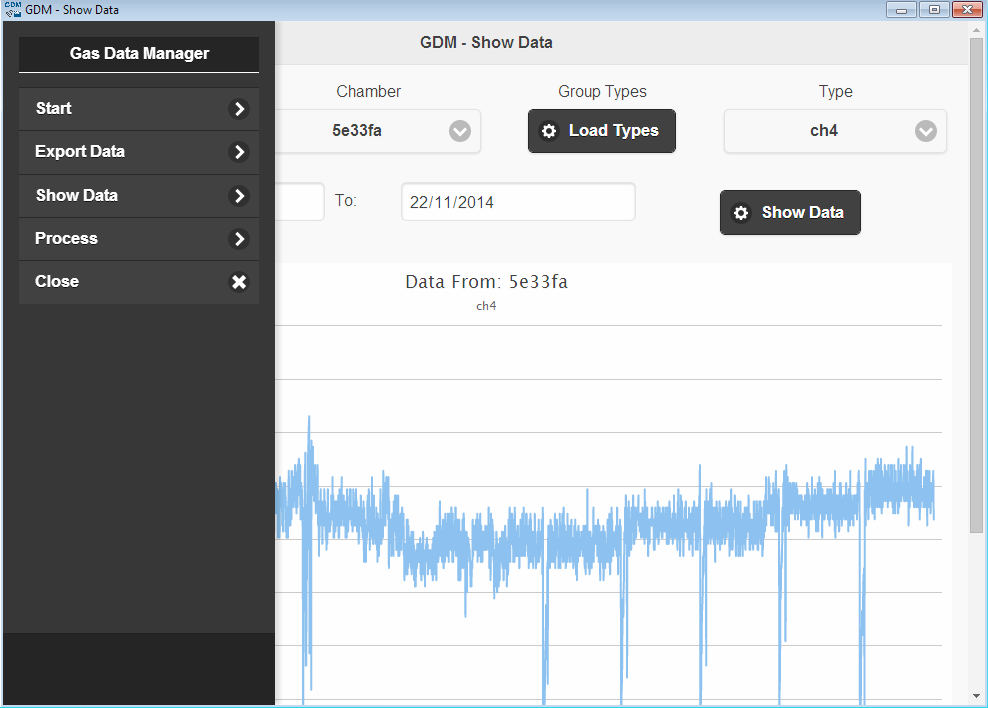 GDM
GDM - Show Data
Gas Data Manager
Start
Export Data
Show Data
Process
Close
GDM - Show Data
Chamber
Group Types
Type
5e33fa
Load Types
ch4
To:
22/11/2014
Show Data
Data From: 5e33fa
ch4